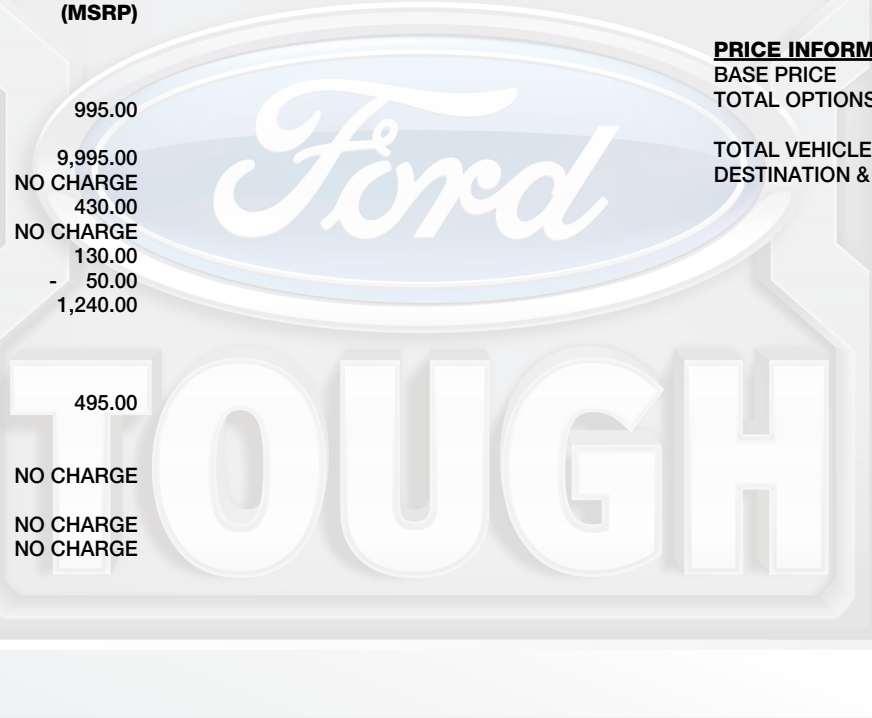 (MSRP)
995.00
9,995.00
NO CHARGE
430.00
NO CHARGE
130.00
- 50.00
1,240.00
495.00
NO CHARGE
NO CHARGE
NO CHARGE
PRICE INFORM
BASE PRICE
TOTAL OPTIONS
TOTAL VEHICLE
DESTINATION &
Ford
TOUGH